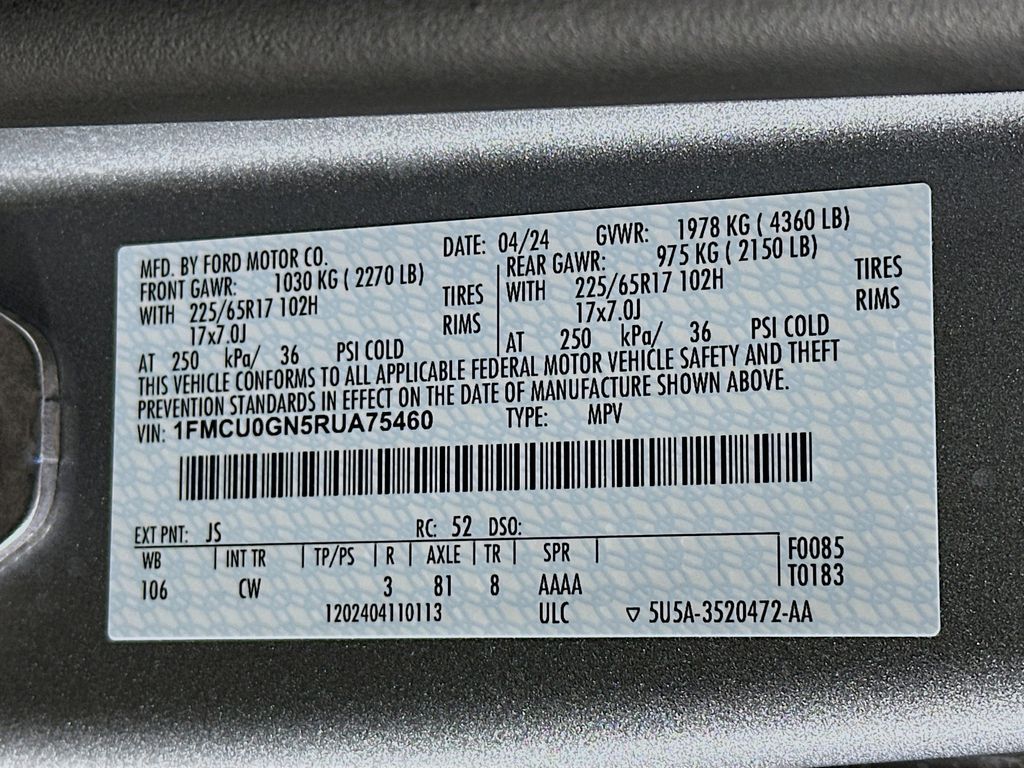 MFD. BY FORD MOTOR CO. DATE: 04/24 GVWR: 1978 KG ( 4360 LB)
FRONT GAWR: 1030 KG ( 2270 LB) REAR GAWR: 975 KG ( 2150 LB)
WITH 225/65R17 102H TIRES WITH 225/65R17 102H TIRES
17x7.0J RIMS 17x7.0J RIMS
AT 250 kPa/ 36 PSI COLD AT 250 kPa/ 36 PSI COLD
THIS VEHICLE CONFORMS TO ALL APPLICABLE FEDERAL MOTOR VEHICLE SAFETY AND THEFT
PREVENTION STANDARDS IN EFFECT ON THE DATE OF MANUFACTURE SHOWN ABOVE.
VIN: 1FMCU0GN5RUA75460 TYPE: MPV
EXT PNT: JS RC: 52 DSO:
WB INT TR TP/PS R AXLE TR SPR F0085
106 CW 3 81 8 AAAA T0183
1202404110113 ULC ▽ 5U5A-3520472-AA